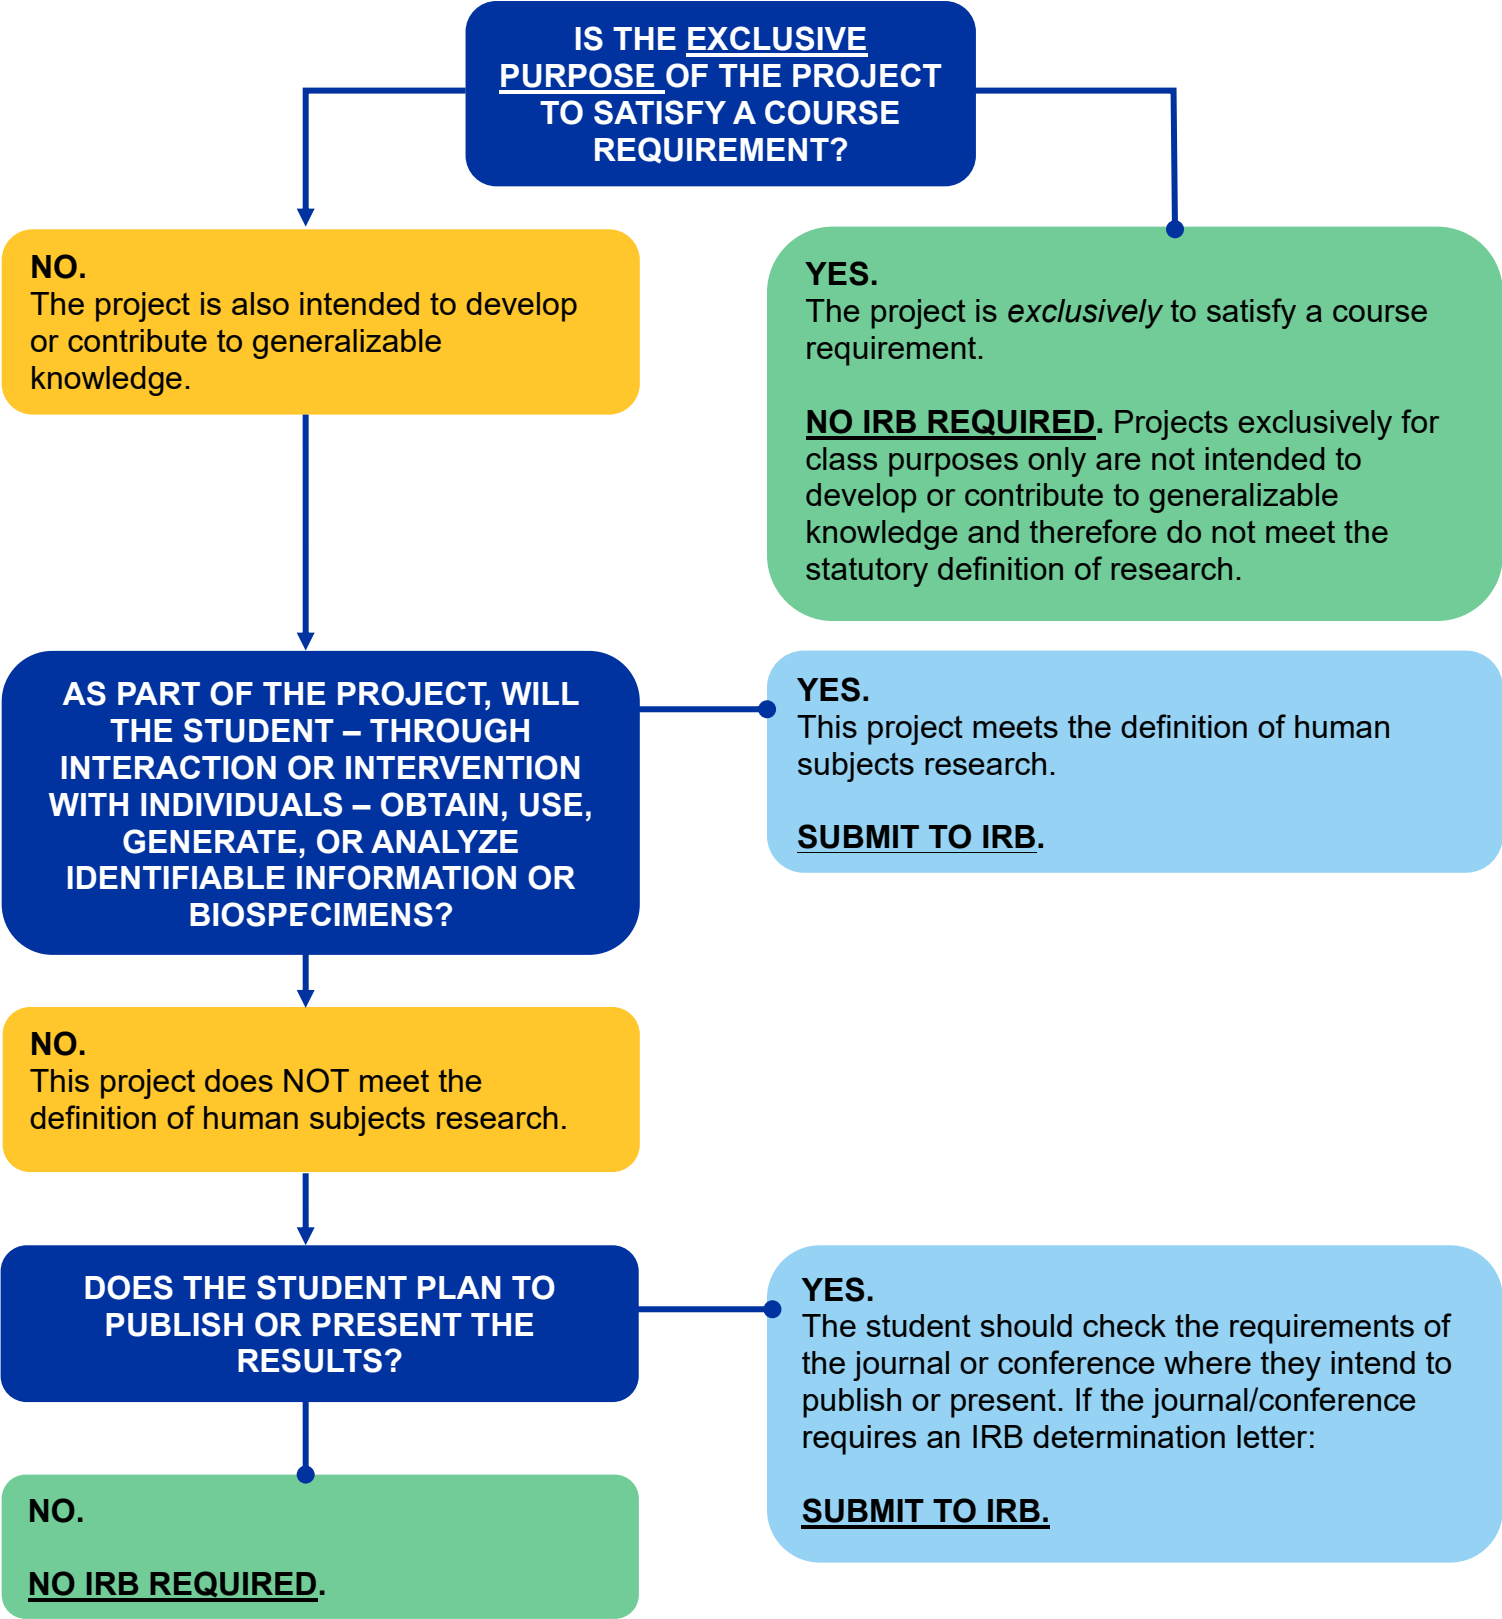 IS THE EXCLUSIVE
PURPOSE OF THE PROJECT
TO SATISFY A COURSE
REQUIREMENT?
NO.
The project is also intended to develop
or contribute to generalizable
knowledge.
YES.
The project is exclusively to satisfy a course
requirement.
NO IRB REQUIRED. Projects exclusively for
class purposes only are not intended to
develop or contribute to generalizable
knowledge and therefore do not meet the
statutory definition of research.
AS PART OF THE PROJECT, WILL
THE STUDENT – THROUGH
INTERACTION OR INTERVENTION
WITH INDIVIDUALS – OBTAIN, USE,
GENERATE, OR ANALYZE
IDENTIFIABLE INFORMATION OR
BIOSPECIMENS?
YES.
This project meets the definition of human
subjects research.
SUBMIT TO IRB.
NO.
This project does NOT meet the
definition of human subjects research.
DOES THE STUDENT PLAN TO
PUBLISH OR PRESENT THE
RESULTS?
YES.
The student should check the requirements of
the journal or conference where they intend to
publish or present. If the journal/conference
requires an IRB determination letter:
SUBMIT TO IRB.
NO.
NO IRB REQUIRED.